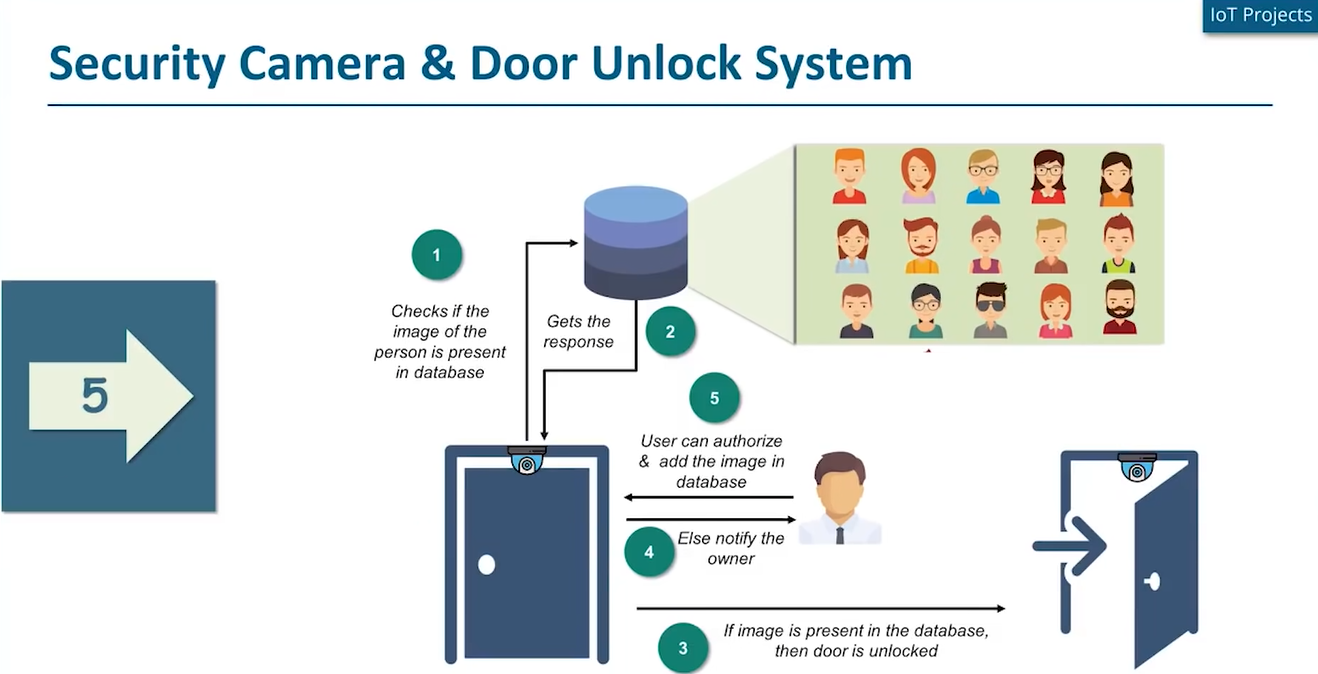 IoT Projects
Security Camera & Door Unlock System
1
Checks if the
image of the
person is present
in database
Gets the
response
2
5
5
User can authorize
& add the image in
database
4
Else notify the
owner
3
If image is present in the database,
then door is unlocked